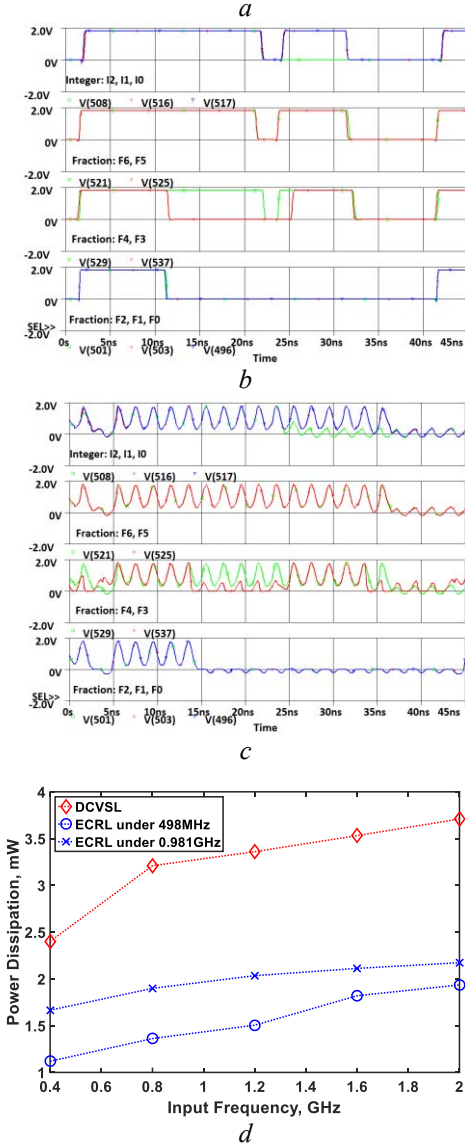 a
2.0V
0V
Integer: I2, I1, I0
-2.0V
V(508) V(516) V(517)
2.0V
0V
Fraction: F6, F5
-2.0V
V(521) V(525)
2.0V
0V
Fraction: F4, F3
-2.0V
V(529) V(537)
2.0V
0V
Fraction: F2, F1, F0
SEL>>
-2.0V
0s 5ns 10ns 15ns 20ns 25ns 30ns 35ns 40ns 45ns
V(501) V(503) V(496)
Time
b
2.0V
0V
Integer: I2, I1, I0
-2.0V
V(508) V(516) V(517)
2.0V
0V
Fraction: F6, F5
-2.0V
V(521) V(525)
2.0V
0V
Fraction: F4, F3
-2.0V
V(529) V(537)
2.0V
0V
SEL>>
Fraction: F2, F1, F0
-2.0V
0s 5ns 10ns 15ns 20ns 25ns 30ns 35ns 40ns 45ns
V(501) V(503) V(496)
Time
c
4
DCVSL
ECRL under 498MHz
ECRL under 0.981GHz
3.5
3
2.5
2
1.5
1
Power Dissipation, mW
0.4 0.8 1 1.2 1.6 2
Input Frequency, GHz
d